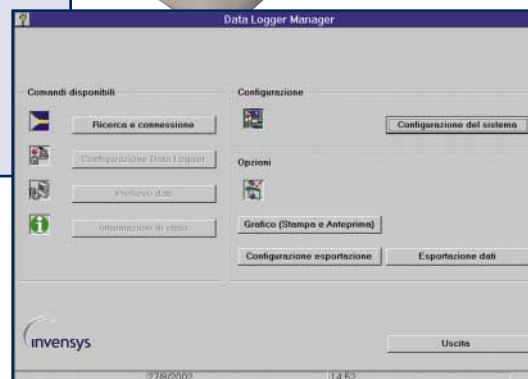 Data Logger Manager
Comandi disponibili
Ricerca e connessione
Configurazione Data Logger
Prelievo dati
Informazioni di stato
Configurazione
Configurazione del sistema
Opzioni
Grafico (Stampa e Anteprima)
Configurazione esportazione
Esportazione dati
invensys
Uscita
27/8/2002
14.52